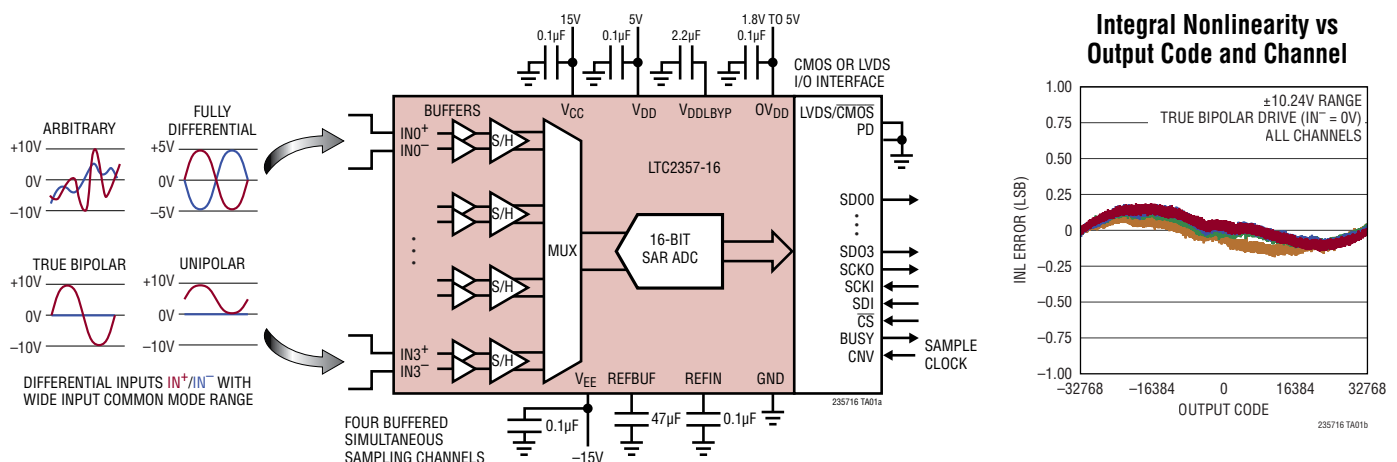 ARBITRARY
+10V
0V
–10V
FULLY
DIFFERENTIAL
+5V
0V
–5V
TRUE BIPOLAR
+10V
0V
–10V
UNIPOLAR
+10V
0V
–10V
DIFFERENTIAL INPUTS IN+/IN– WITH
WIDE INPUT COMMON MODE RANGE
15V
0.1µF
5V
0.1µF
2.2µF
1.8V TO 5V
0.1µF
CMOS OR LVDS
I/O INTERFACE
BUFFERS
VCC
VDD
VDDLBYP
OVDD
LVDS/CMOS
PD
IN0+
IN0–
S/H
S/H
S/H
S/H
MUX
LTC2357-16
16-BIT
SAR ADC
SDO0
SDO3
SCKO
SCKI
SDI
CS
BUSY
CNV
SAMPLE
CLOCK
IN3+
IN3–
VEE
REFBUF
REFIN
GND
235716 TA01a
FOUR BUFFERED
SIMULTANEOUS
SAMPLING CHANNELS
0.1µF
–15V
47µF
0.1µF
Integral Nonlinearity vs
Output Code and Channel
±10.24V RANGE
TRUE BIPOLAR DRIVE (IN– = 0V)
ALL CHANNELS
INL ERROR (LSB)
1.00
0.75
0.50
0.25
0
–0.25
–0.50
–0.75
–1.00
–32768
–16384
0
16384
32768
OUTPUT CODE
235716 TA01b